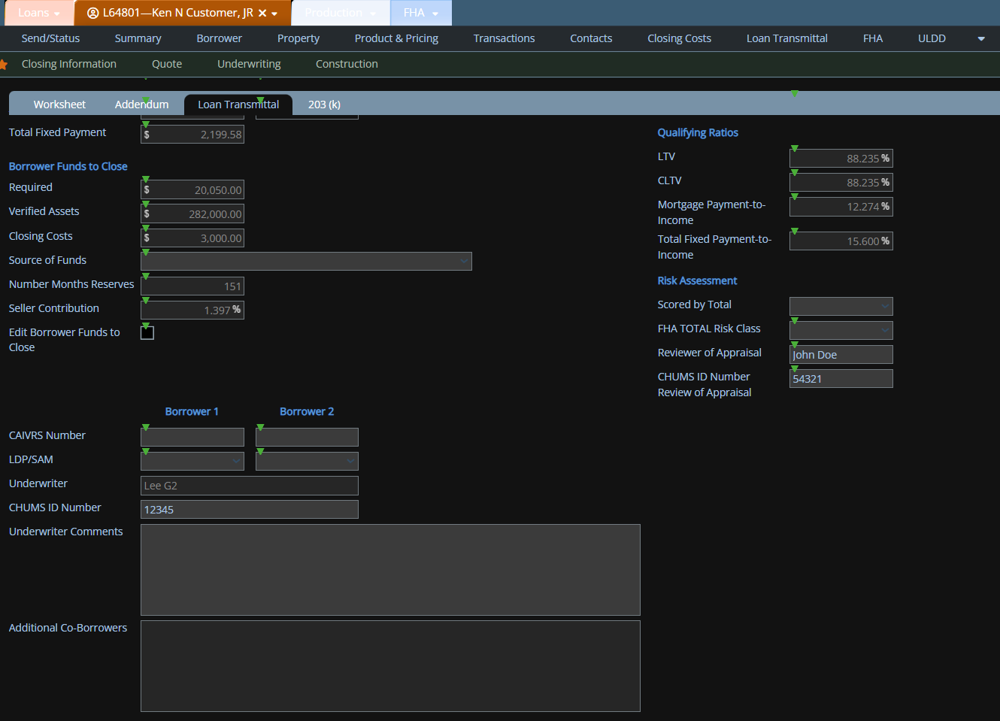 Loans
L64801—Ken N Customer, JR
Production
FHA
Send/Status Summary Borrower Property Product & Pricing Transactions Contacts Closing Costs Loan Transmittal FHA ULDD
Closing Information Quote Underwriting Construction
Worksheet Addendum Loan Transmittal 203 (k)
Total Fixed Payment $ 2,199.58
Borrower Funds to Close
Required $ 20,050.00
Verified Assets $ 282,000.00
Closing Costs $ 3,000.00
Source of Funds
Number Months Reserves 151
Seller Contribution 1.397 %
Edit Borrower Funds to
Close
Qualifying Ratios
LTV 88.235 %
CLTV 88.235 %
Mortgage Payment-to-
Income 12.274 %
Total Fixed Payment-to-
Income 15.600 %
Risk Assessment
Scored by Total
FHA TOTAL Risk Class
Reviewer of Appraisal John Doe
CHUMS ID Number
Review of Appraisal 54321
Borrower 1 Borrower 2
CAIVRS Number
LDP/SAM
Underwriter Lee G2
CHUMS ID Number 12345
Underwriter Comments
Additional Co-Borrowers